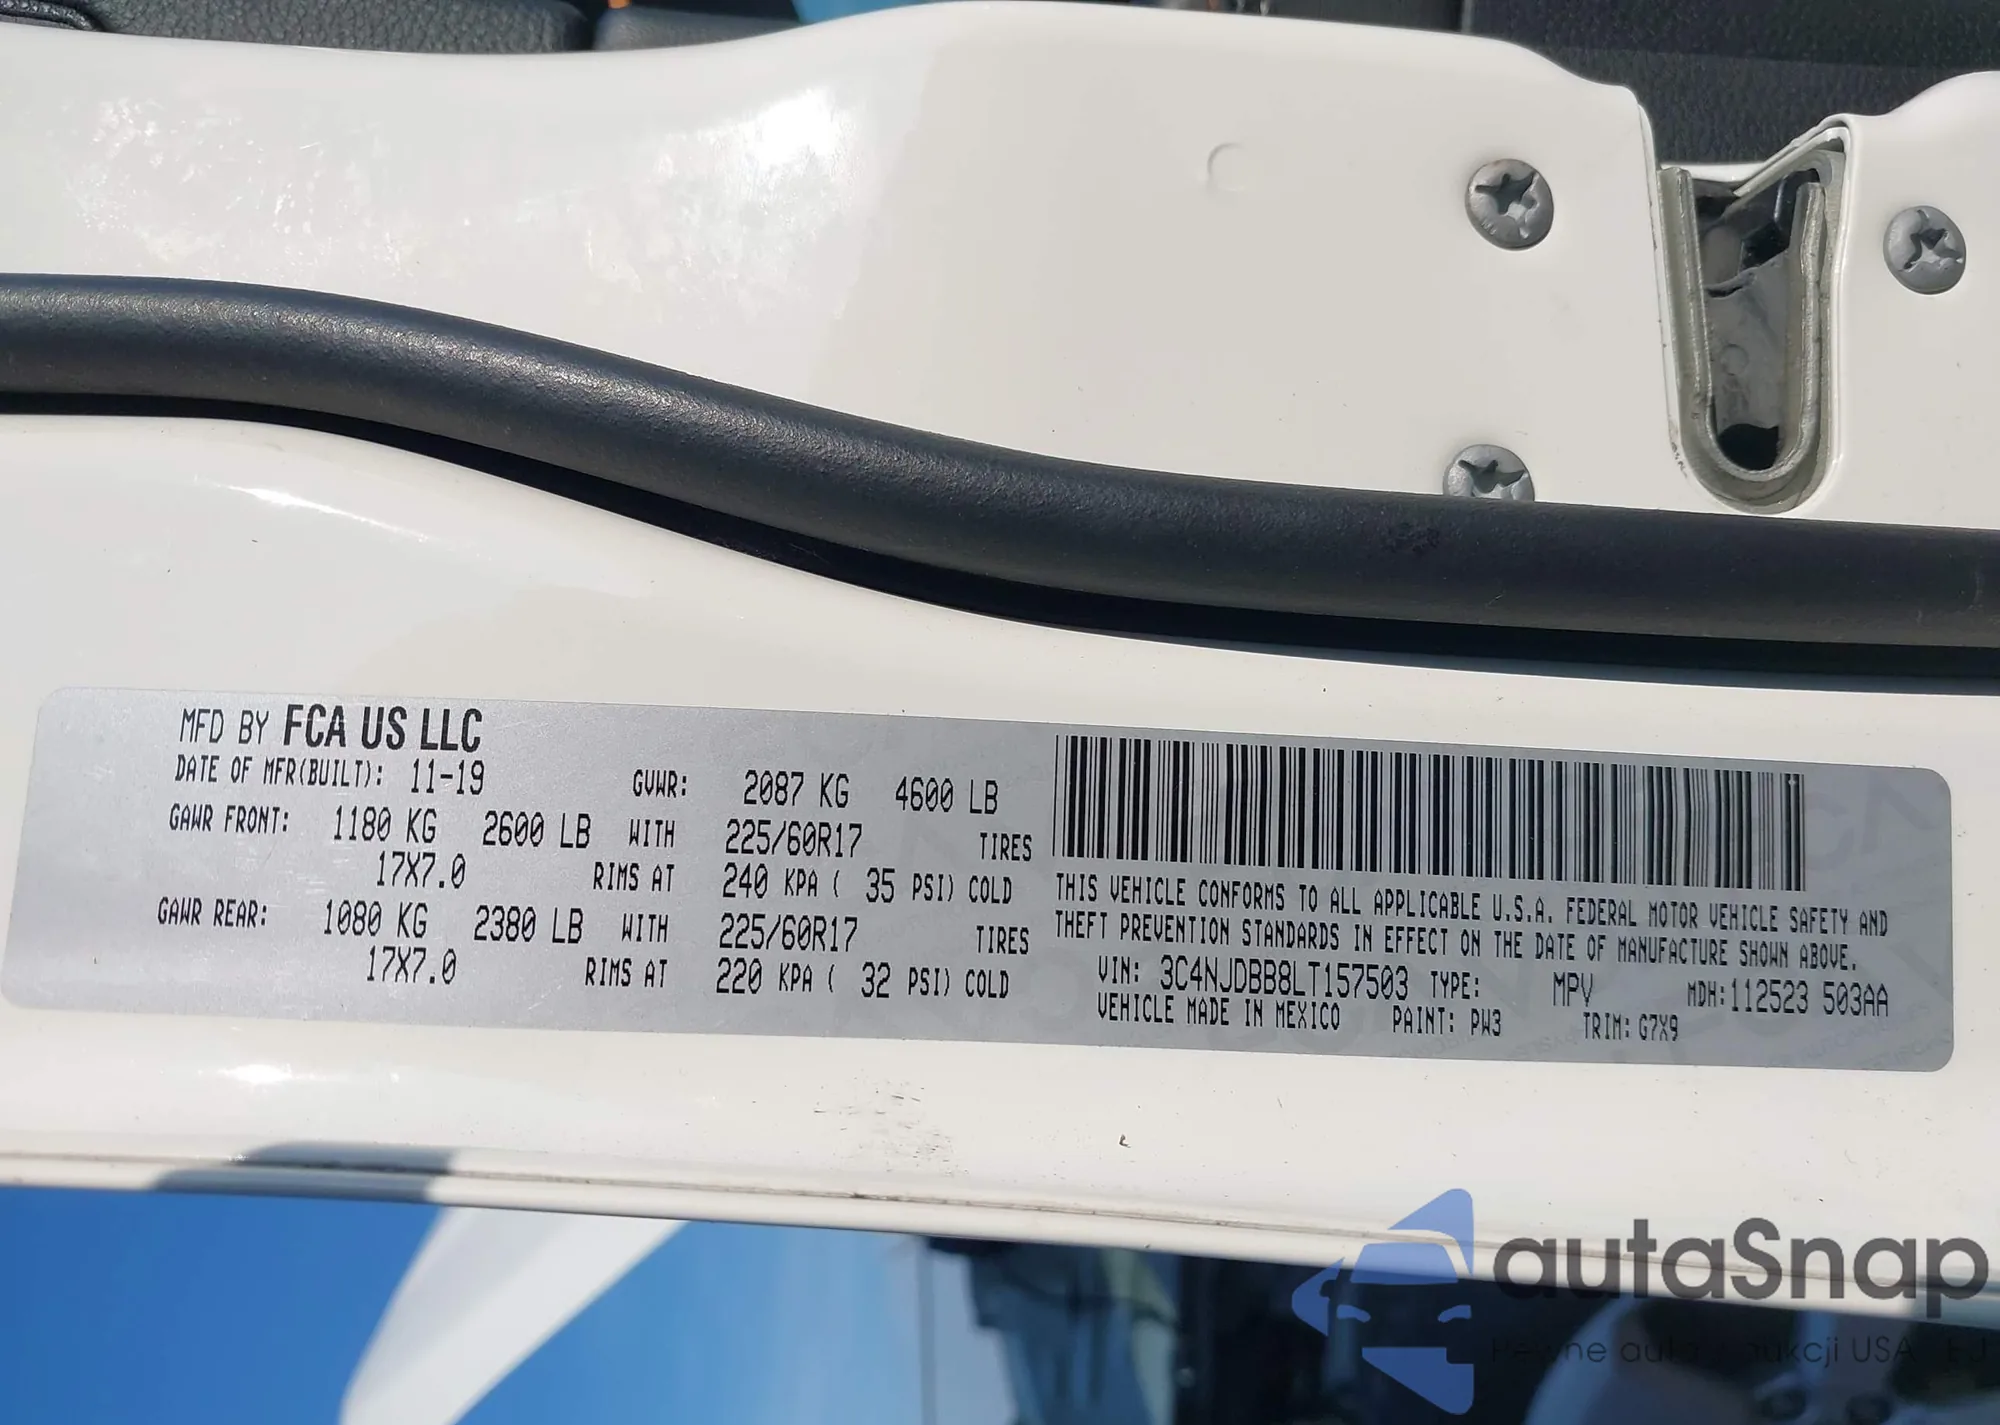 MFD BY FCA US LLC
DATE OF MFR(BUILT): 11-19 GVWR: 2087 KG 4600 LB
GAWR FRONT: 1180 KG 2600 LB WITH 225/60R17 TIRES
17X7.0 RIMS AT 240 KPA ( 35 PSI) COLD
GAWR REAR: 1080 KG 2380 LB WITH 225/60R17 TIRES
17X7.0 RIMS AT 220 KPA ( 32 PSI) COLD
THIS VEHICLE CONFORMS TO ALL APPLICABLE U.S.A. FEDERAL MOTOR VEHICLE SAFETY AND
THEFT PREVENTION STANDARDS IN EFFECT ON THE DATE OF MANUFACTURE SHOWN ABOVE.
VIN: 3C4NJDBB8LT157503 TYPE: MPV MDH:112523 503AA
VEHICLE MADE IN MEXICO PAINT: PW3 TRIM: G7X9
autaSnap
USA